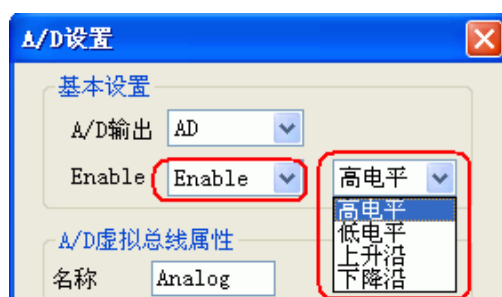 A/D设置
基本设置
A/D输出 AD
Enable Enable 高电平
高电平
低电平
上升沿
下降沿
A/D虚拟总线属性
名称 Analog